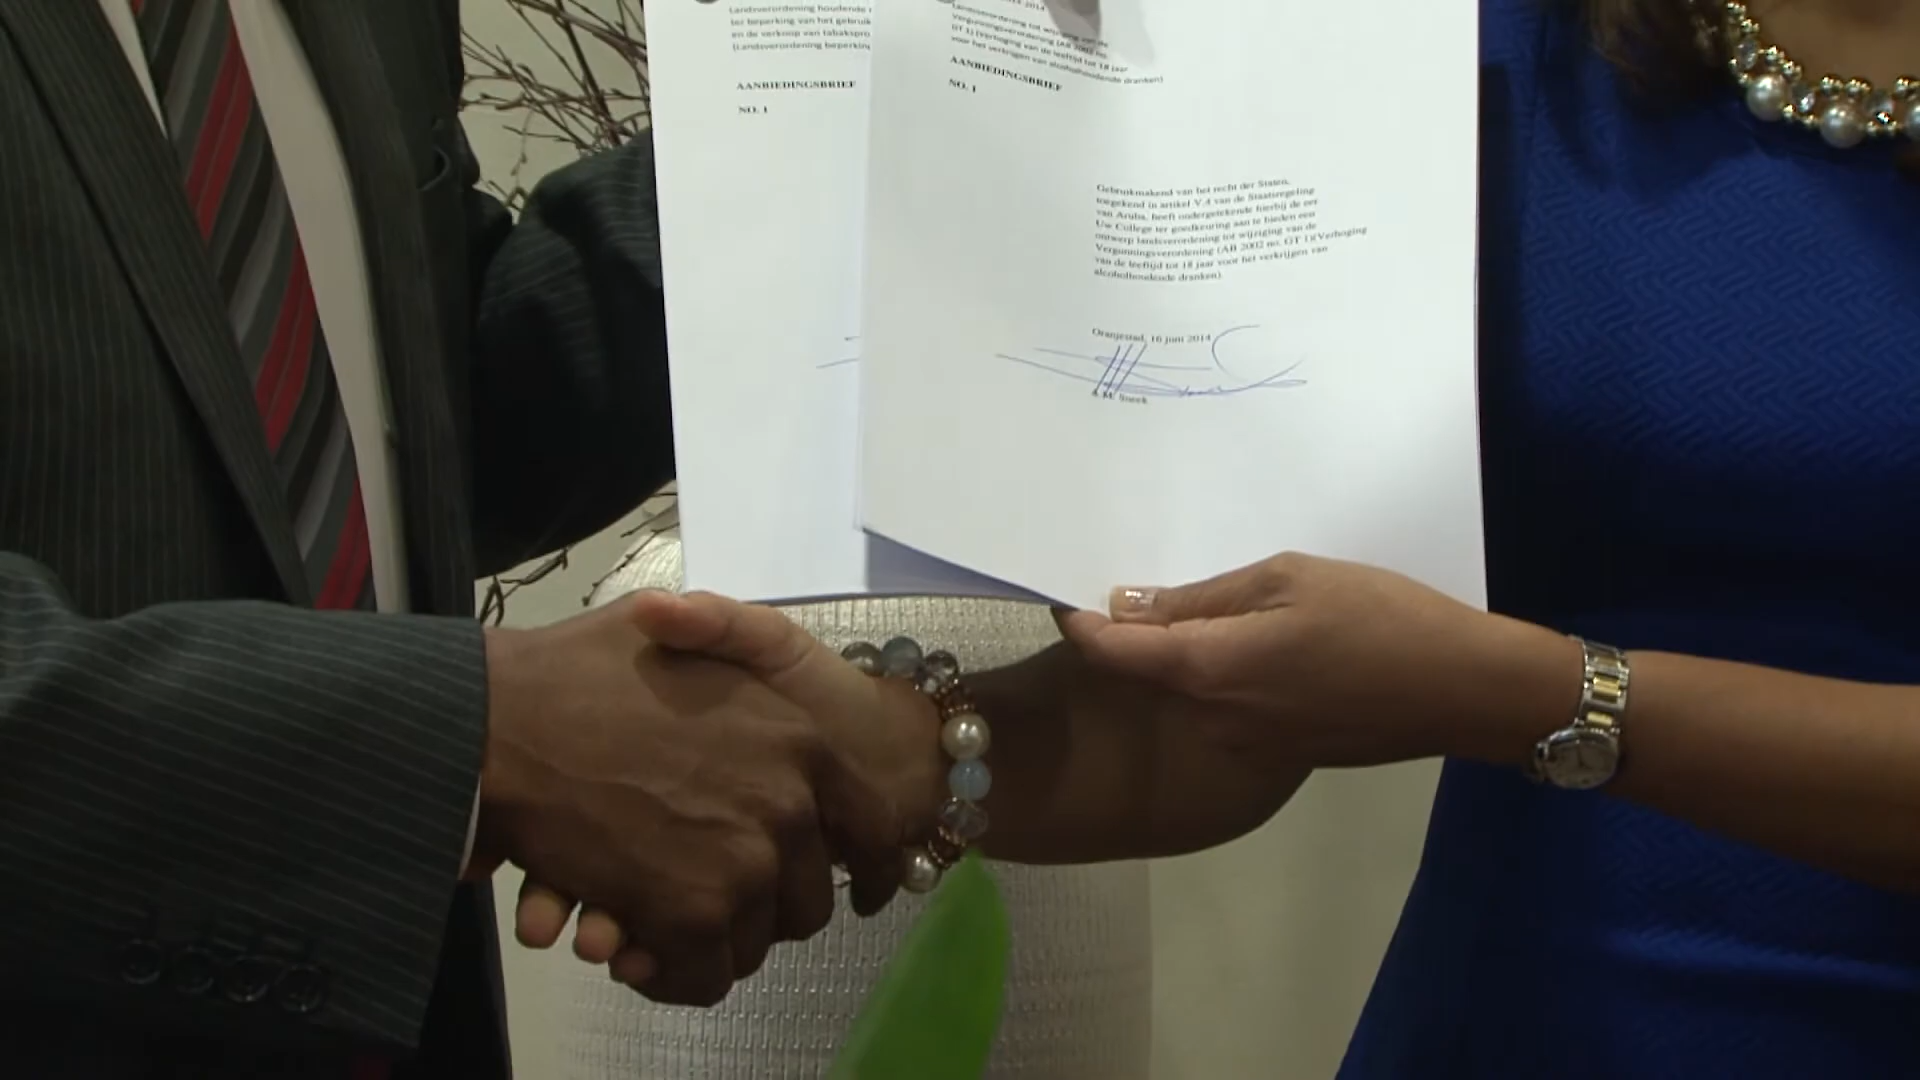 Landsverordening houdende
ter beperking van het gebruik
en de verkoop van tabakspro
(Landsverordening beperking
AANBIEDINGSBRIEF
NO. 1
2014
Landsverordening tot wijziging van de
Vergunningsverordening (AB 2002 no.
GT 1) (Verhoging van de leeftijd tot 18 jaar
voor het verkrijgen van alcoholhoudende dranken)
AANBIEDINGSBRIEF
NO. 1
Gebruikmakend van het recht der Staten,
toegekend in artikel V.4 van de Staatsregeling
van Aruba, heeft ondergetekende hierbij de eer
Uw College ter goedkeuring aan te bieden een
ontwerp landsverordening tot wijziging van de
Vergunningsverordening (AB 2002 no. GT 1)(Verhoging
van de leeftijd tot 18 jaar voor het verkrijgen van
alcoholhoudende dranken)
Oranjestad, 16 juni 2014
A.M. Sneek